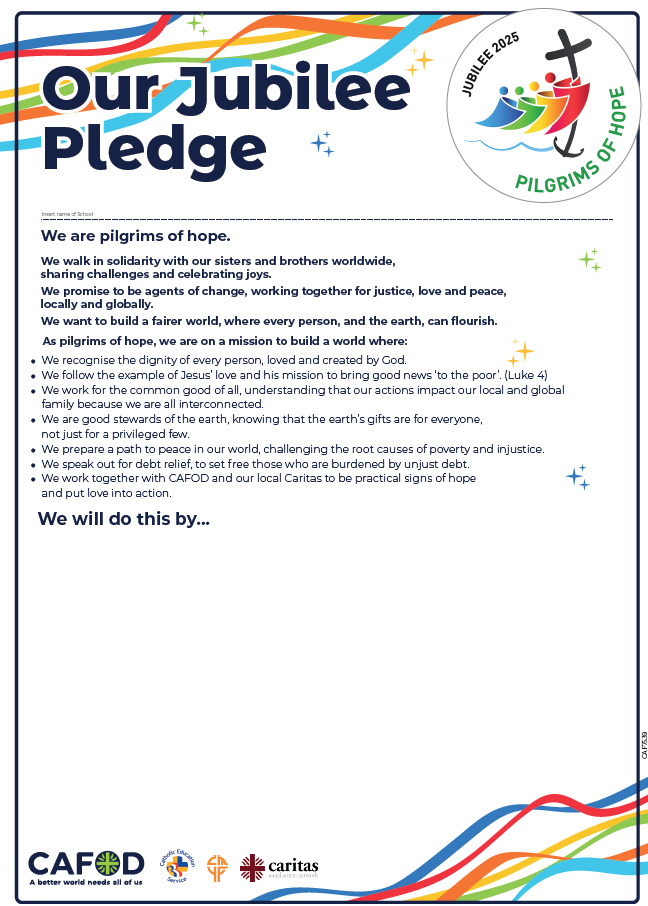 Our Jubilee
Pledge
JUBILEE 2025
PILGRIMS OF HOPE
Insert name of School
We are pilgrims of hope.
We walk in solidarity with our sisters and brothers worldwide,
sharing challenges and celebrating joys.
We promise to be agents of change, working together for justice, love and peace,
locally and globally.
We want to build a fairer world, where every person, and the earth, can flourish.
As pilgrims of hope, we are on a mission to build a world where:
• We recognise the dignity of every person, loved and created by God.
• We follow the example of Jesus’ love and his mission to bring good news ‘to the poor’. (Luke 4)
• We work for the common good of all, understanding that our actions impact our local and global
family because we are all interconnected.
• We are good stewards of the earth, knowing that the earth’s gifts are for everyone,
not just for a privileged few.
• We prepare a path to peace in our world, challenging the root causes of poverty and injustice.
• We speak out for debt relief, to set free those who are burdened by unjust debt.
• We work together with CAFOD and our local Caritas to be practical signs of hope
and put love into action.
We will do this by...
CAFOD
A better world needs all of us
Catholic Education
Service
caritas
social action network